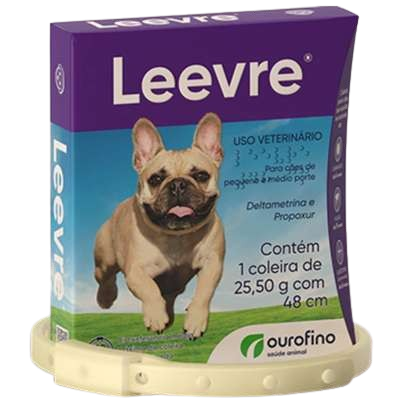 Leevre®
USO VETERINÁRIO
Para cães de
pequeno e médio porte
Deltametrina e
Propoxur
Contém
1 coleira de
25,50 g com
48 cm
ourofino
saúde animal
Leevre